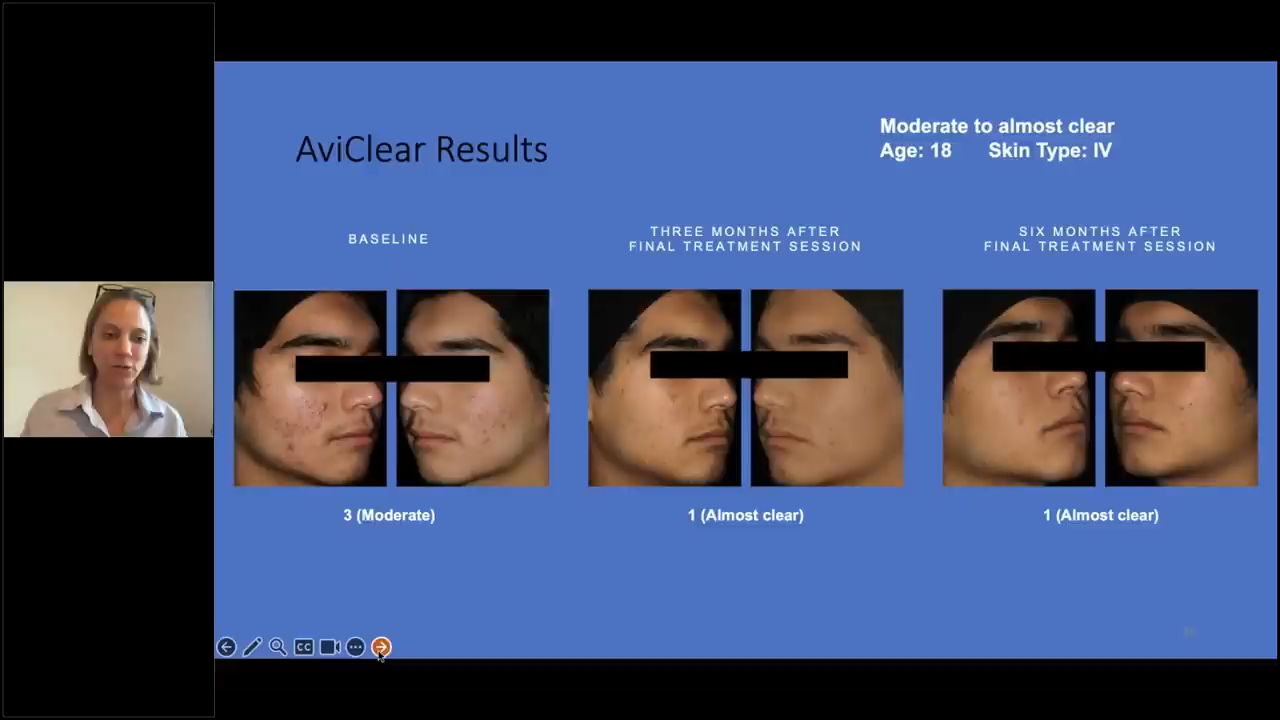 AviClear Results
Moderate to almost clear
Age: 18 Skin Type: IV
BASELINE
THREE MONTHS AFTER
FINAL TREATMENT SESSION
SIX MONTHS AFTER
FINAL TREATMENT SESSION
3 (Moderate)
1 (Almost clear)
1 (Almost clear)
CC